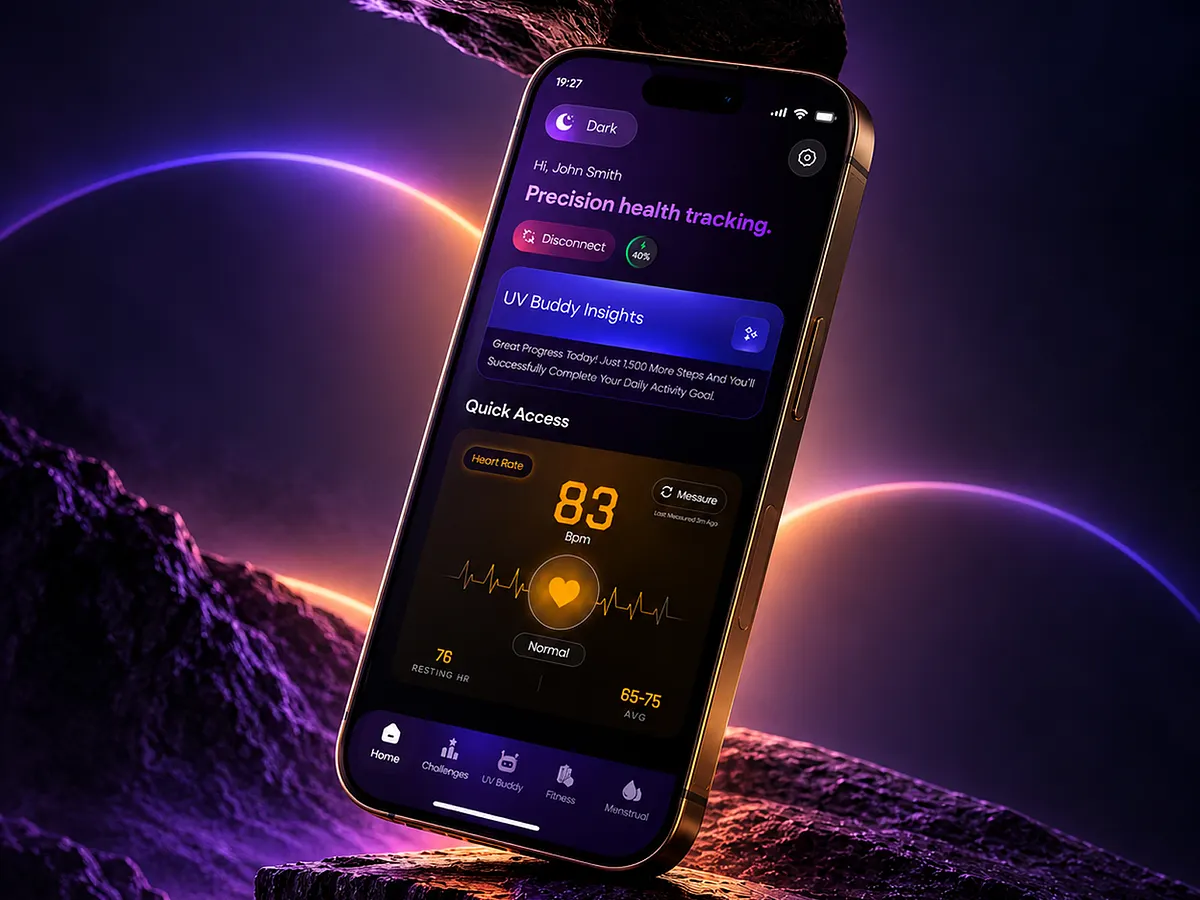 19:27
Dark
Hi, John Smith
Precision health tracking.
Disconnect
40%
UV Buddy Insights
Great Progress Today! Just 1,500 More Steps And You'll
Successfully Complete Your Daily Activity Goal.
Quick Access
Heart Rate
83
Bpm
Messure
Last Measured 3m Ago
Normal
76
RESTING HR
65-75
AVG
Home
Challenges
UV Buddy
Fitness
Menstrual